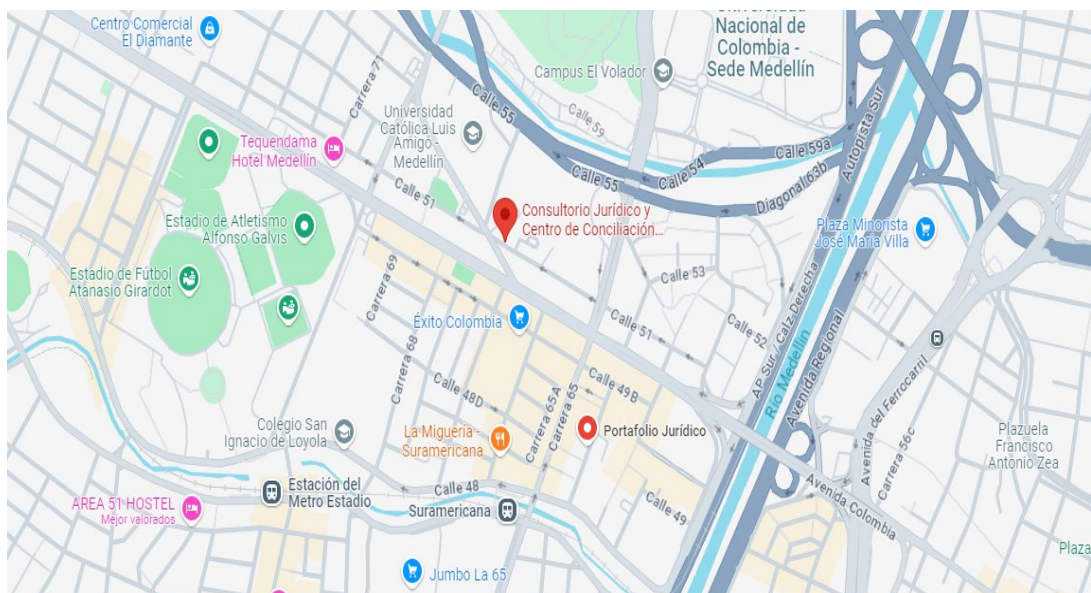 Universidad
Nacional de
Colombia -
Sede Medellín
Centro Comercial
El Diamante
Campus El Volador
Carrera 71
Calle 55
Calle 59
Autopista Sur
Universidad
Católica Luis
Amigó -
Medellín
Tequendama
Hotel Medellín
Calle 59a
Calle 54
Calle 55
Diagonal 63b
Calle 51
Consultorio Jurídico y
Centro de Conciliación...
Estadio de Atletismo
Alfonso Galvis
Plaza Minorista
José María Villa
Estadio de Fútbol
Atanasio Girardot
Carrera 69
Calle 53
Éxito Colombia
Calle 51
Calle 52
AP Sur / Calz Derecha
Río Medellín
Avenida Regional
Carrera 68
Calle 48D
Calle 49B
Carrera 65A
Carrera 65
Avenida del Ferrocarril
Carrera 56c
Colegio San
Ignacio de Loyola
La Miguería -
Suramericana
Portafolio Jurídico
Plazuela
Francisco
Antonio Zea
Estación del
Metro Estadio
Calle 48
Suramericana
Calle 49
Avenida Colombia
AREA 51 HOSTEL
Mejor valorados
Plaza
Jumbo La 65